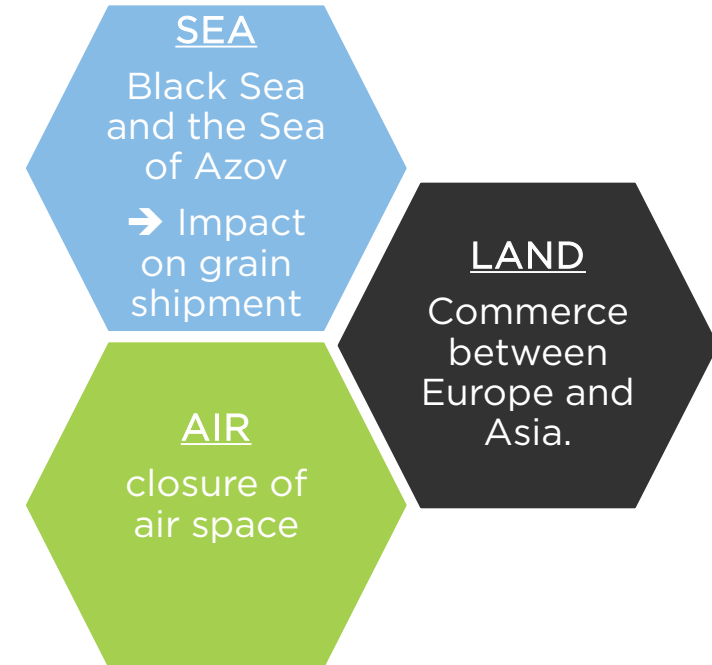 SEA
Black Sea
and the Sea
of Azov
➔ Impact
on grain
shipment
LAND
Commerce
between
Europe and
Asia.
AIR
closure of
air space